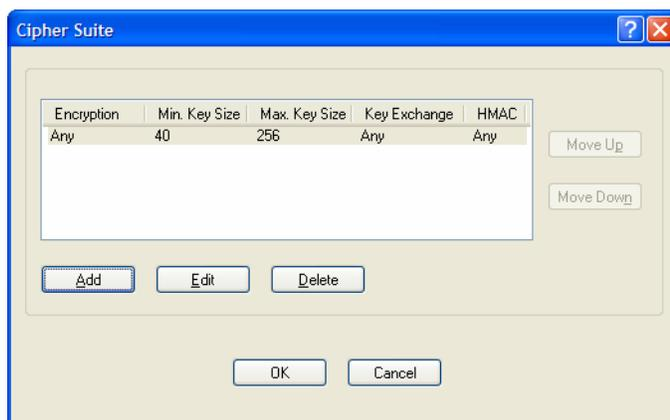 Cipher Suite
Encryption Min. Key Size Max. Key Size Key Exchange HMAC
Any 40 256 Any Any
Move Up
Move Down
Add Edit Delete
OK Cancel